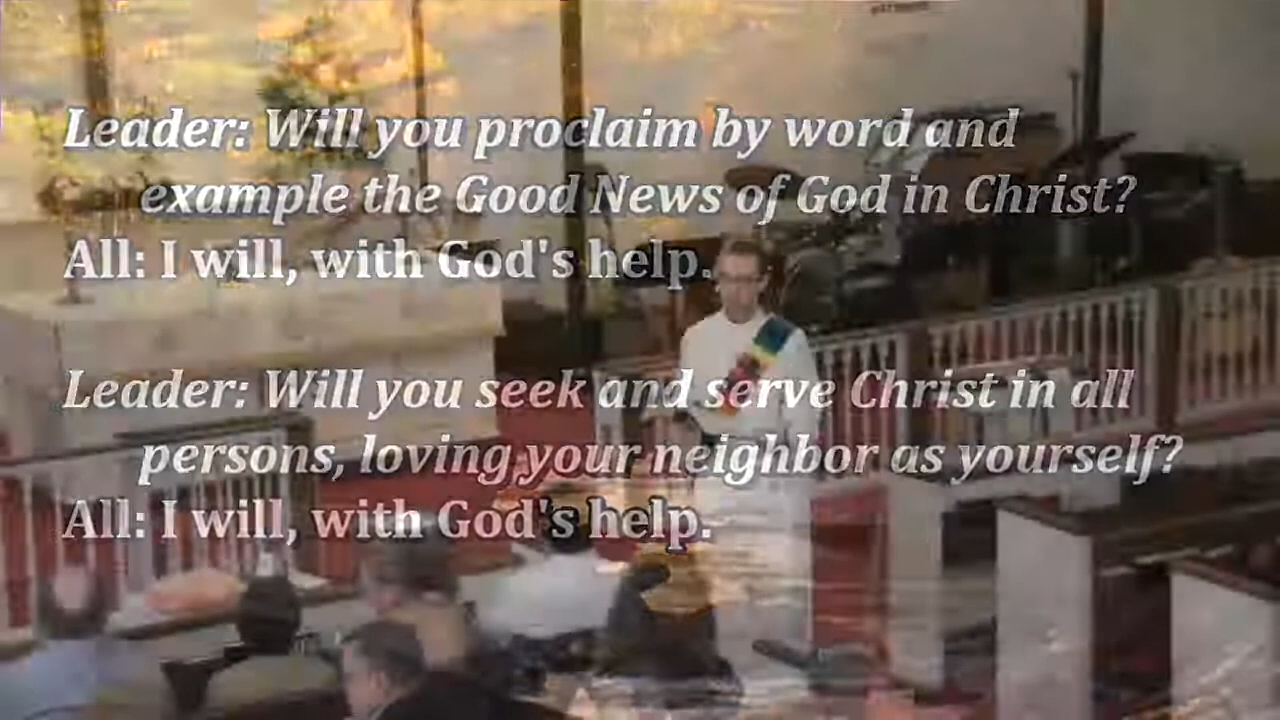 Leader: Will you proclaim by word and
example the Good News of God in Christ?
All: I will, with God's help.
Leader: Will you seek and serve Christ in all
persons, loving your neighbor as yourself?
All: I will, with God's help.